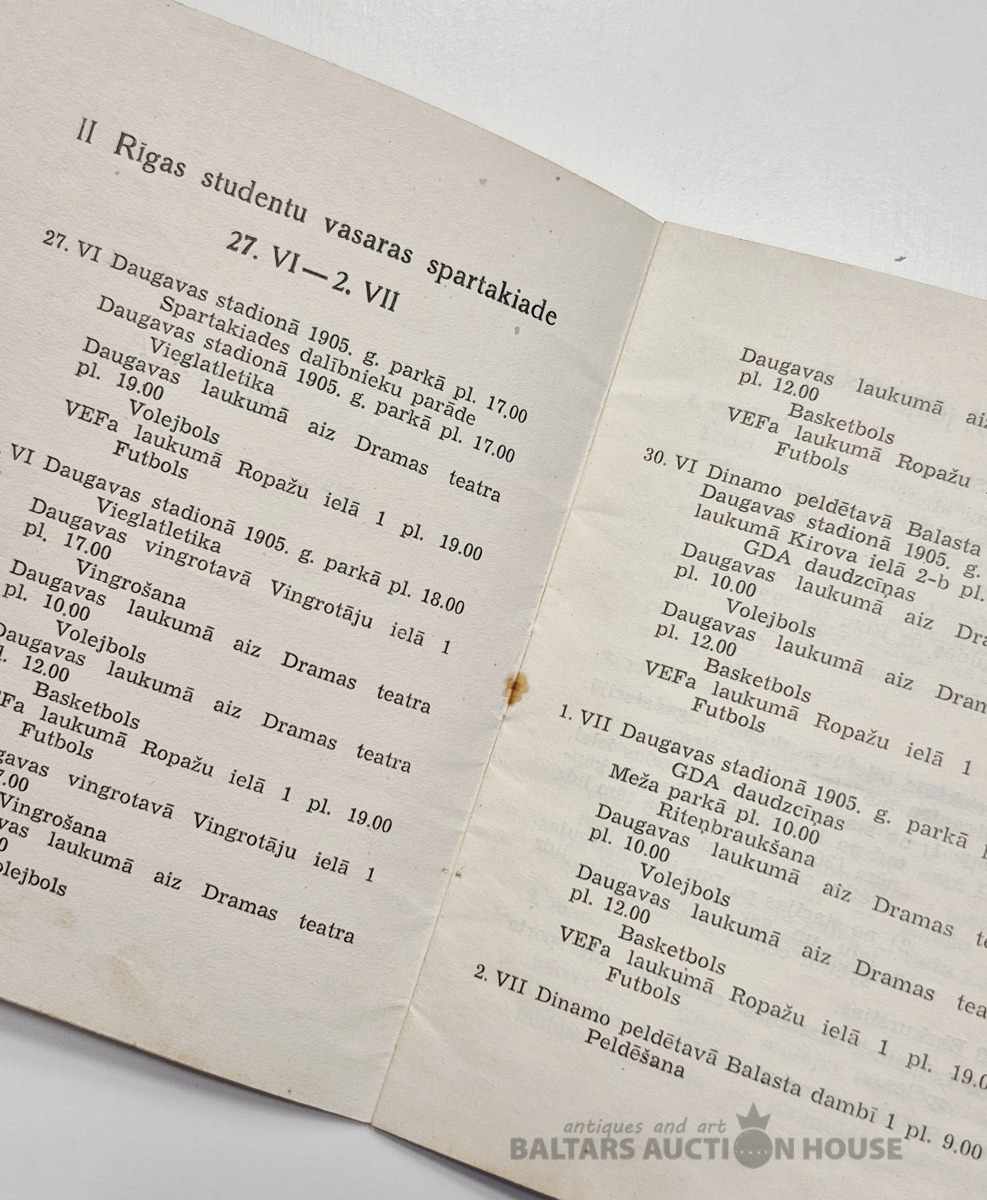 II Rīgas studentu vasaras spartakiade
27. VI—2. VII
27. VI Daugavas stadionā 1905. g. parkā pl. 17.00
Spartakiades dalībnieku parāde
Daugavas stadionā 1905. g. parkā pl. 17.00
Vieglatletika
Daugavas laukumā aiz Dramas teatra
pl. 19.00
Volejbols
VEFa laukumā Ropažu ielā 1 pl. 19.00
Futbols
VI Daugavas stadionā 1905. g. parkā pl. 18.00
Vieglatletika
Daugavas vingrotavā Vingrotāju ielā 1
pl. 17.00
Vingrošana
Daugavas laukumā aiz Dramas teatra
pl. 10.00
Volejbols
Daugavas laukumā aiz Dramas teatra
12.00
Basketbols
laukumā Ropažu ielā 1 pl. 19.00
Futbols
vingrotavā Vingrotāju ielā 1
Vingrošana
laukumā aiz Dramas teatra
Daugavas laukumā
pl. 12.00
Basketbols
VEFa laukumā Ropažu
Futbols
30. VI Dinamo peldētavā Balasta
Daugavas stadionā 1905. g.
laukumā Kirova ielā 2-b pl.
GDA daudzcīņas
Daugavas laukumā aiz
pl. 10.00
Volejbols
Daugavas laukumā aiz
pl. 12.00
Basketbols
VEFa laukumā Ropažu ielā 1
Futbols
1. VII Daugavas stadionā 1905. g. parkā
GDA daudzcīņas
Meža parkā pl. 10.00
Riteņbraukšana
Daugavas laukumā aiz Dramas
pl. 10.00
Volejbols
Daugavas laukumā aiz Dramas
pl. 12.00
Basketbols
VEFa laukumā Ropažu ielā 1 pl.
Futbols
2. VII Dinamo peldētavā Balasta dambī 1 pl. 9.00
Peldēšana
antiques and art
BALTARS AUCTION HOUSE